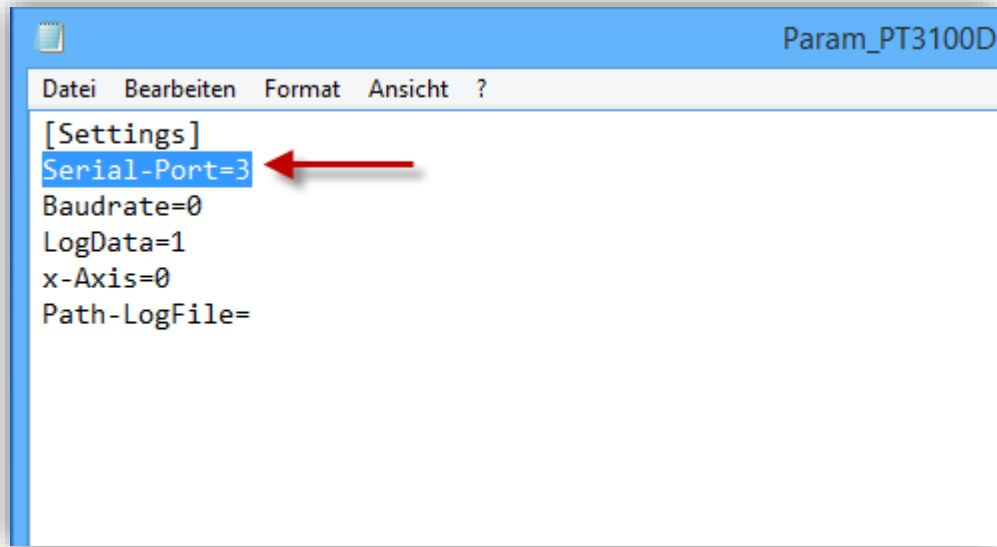 Param_PT3100D
Datei Bearbeiten Format Ansicht ?
[Settings]
Serial-Port=3
Baudrate=0
LogData=1
x-Axis=0
Path-LogFile=